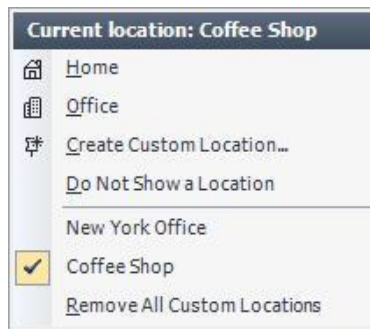 Current location: Coffee Shop
Home
Office
Create Custom Location...
Do Not Show a Location
New York Office
Coffee Shop
Remove All Custom Locations